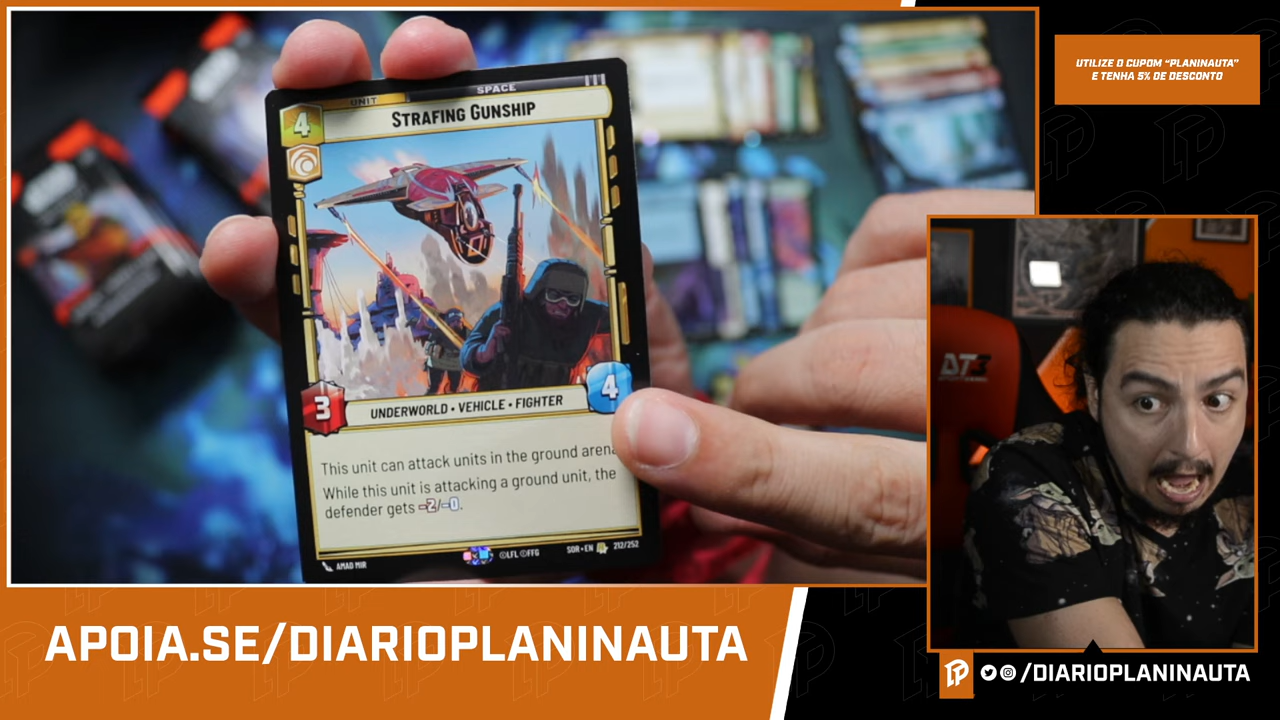 UTILIZE O CUPOM "PLANINAUTA"
E TENHA 5% DE DESCONTO
UNIT
SPACE
4
STRAFING GUNSHIP
3
UNDERWORLD • VEHICLE • FIGHTER
4
This unit can attack units in the ground arena
While this unit is attacking a ground unit, the
defender gets -2/-0.
AMAD MIR
©LFL ©FFG
SOR • EN
212/252
DT3
APOIA.SE/DIARIOPLANINAUTA
/DIARIOPLANINAUTA